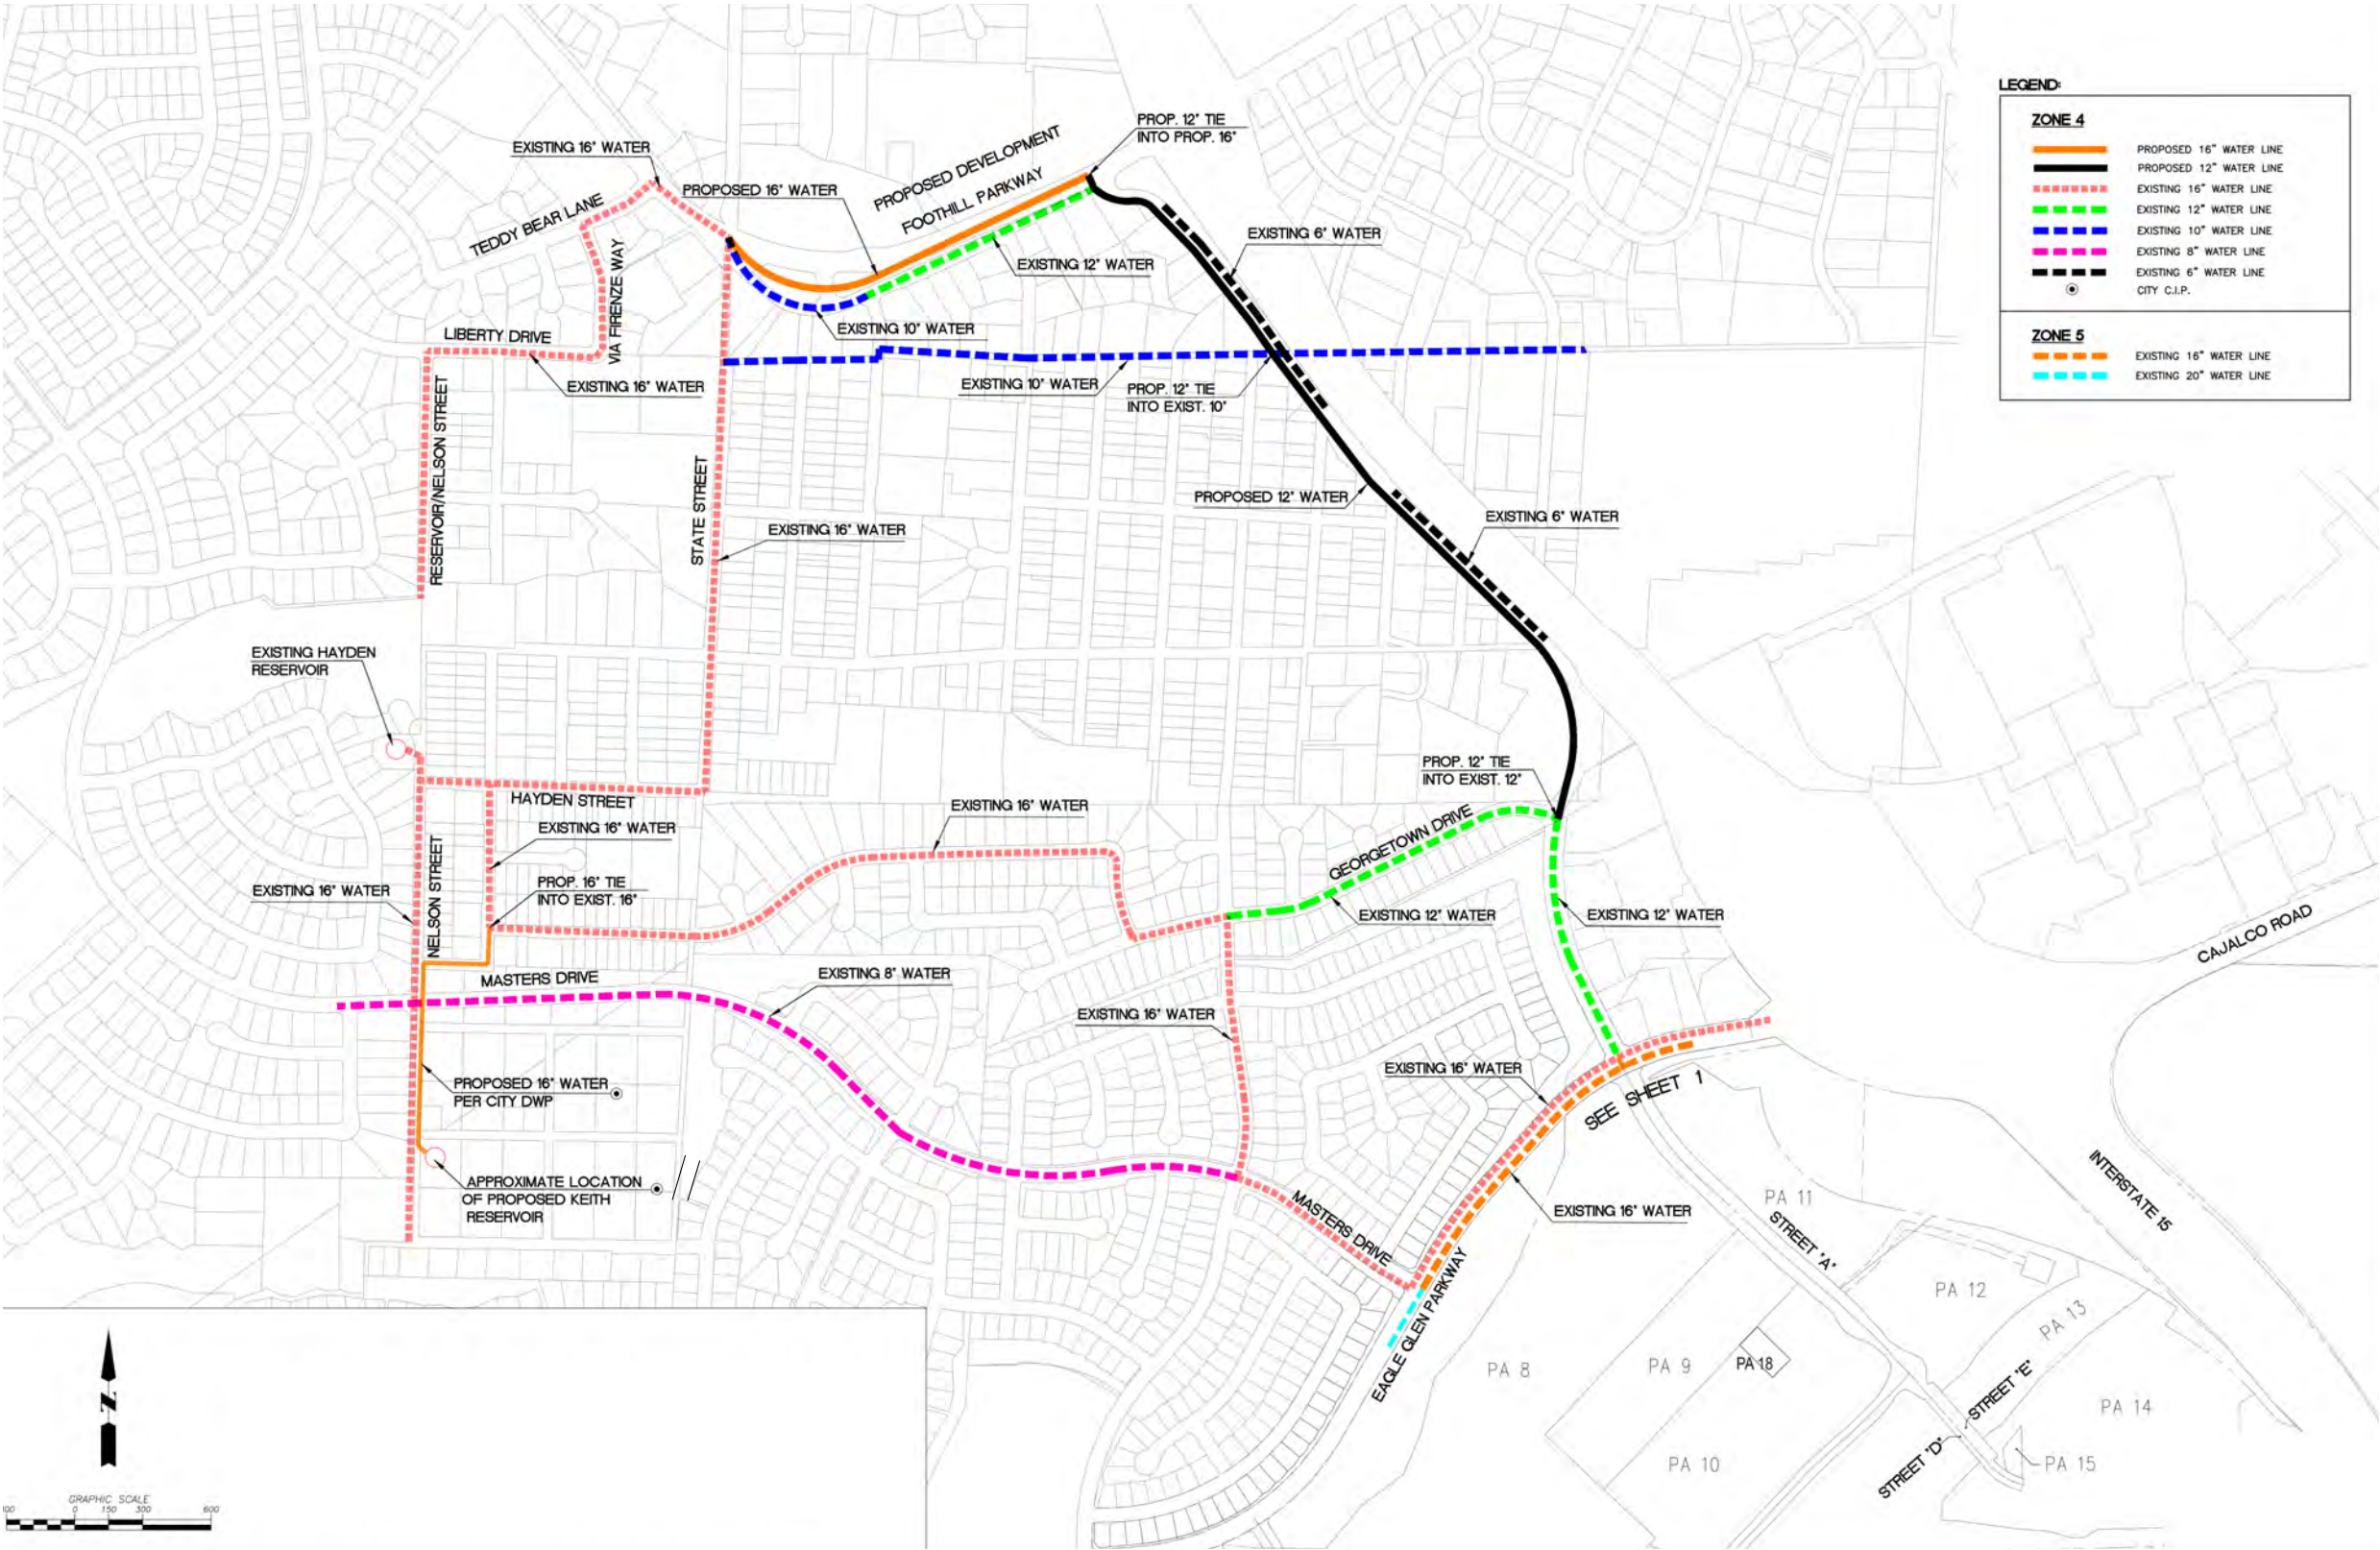 LEGEND:
ZONE 4
PROPOSED 16" WATER LINE
PROPOSED 12" WATER LINE
EXISTING 16" WATER LINE
EXISTING 12" WATER LINE
EXISTING 10" WATER LINE
EXISTING 8" WATER LINE
EXISTING 6" WATER LINE
CITY C.I.P.
ZONE 5
EXISTING 16" WATER LINE
EXISTING 20" WATER LINE
PROP. 12" TIE
INTO PROP. 16"
EXISTING 16" WATER
PROPOSED DEVELOPMENT
FOOTHILL PARKWAY
PROPOSED 16" WATER
TEDDY BEAR LANE
VIA FIRENZE WAY
EXISTING 6" WATER
EXISTING 12" WATER
EXISTING 10" WATER
LIBERTY DRIVE
EXISTING 16" WATER
EXISTING 10" WATER
PROP. 12" TIE
INTO EXIST. 10"
RESERVOIR/NELSON STREET
STATE STREET
PROPOSED 12" WATER
EXISTING 6" WATER
EXISTING 16" WATER
EXISTING HAYDEN
RESERVOIR
PROP. 12" TIE
INTO EXIST. 12"
HAYDEN STREET
EXISTING 16" WATER
EXISTING 16" WATER
GEORGETOWN DRIVE
NELSON STREET
EXISTING 16" WATER
PROP. 16" TIE
INTO EXIST. 16"
EXISTING 12" WATER
EXISTING 12" WATER
CAJALCO ROAD
MASTERS DRIVE
EXISTING 8" WATER
EXISTING 16" WATER
EXISTING 16" WATER
SEE SHEET 1
PROPOSED 16" WATER
PER CITY DWP
APPROXIMATE LOCATION
OF PROPOSED KEITH
RESERVOIR
MASTERS DRIVE
EXISTING 16" WATER
EAGLE GLEN PARKWAY
INTERSTATE 15
PA 11
STREET "A"
PA 12
PA 13
PA 8
PA 9
PA 18
STREET "E"
PA 14
STREET "D"
PA 15
PA 10
N
GRAPHIC SCALE
0 150 300 600